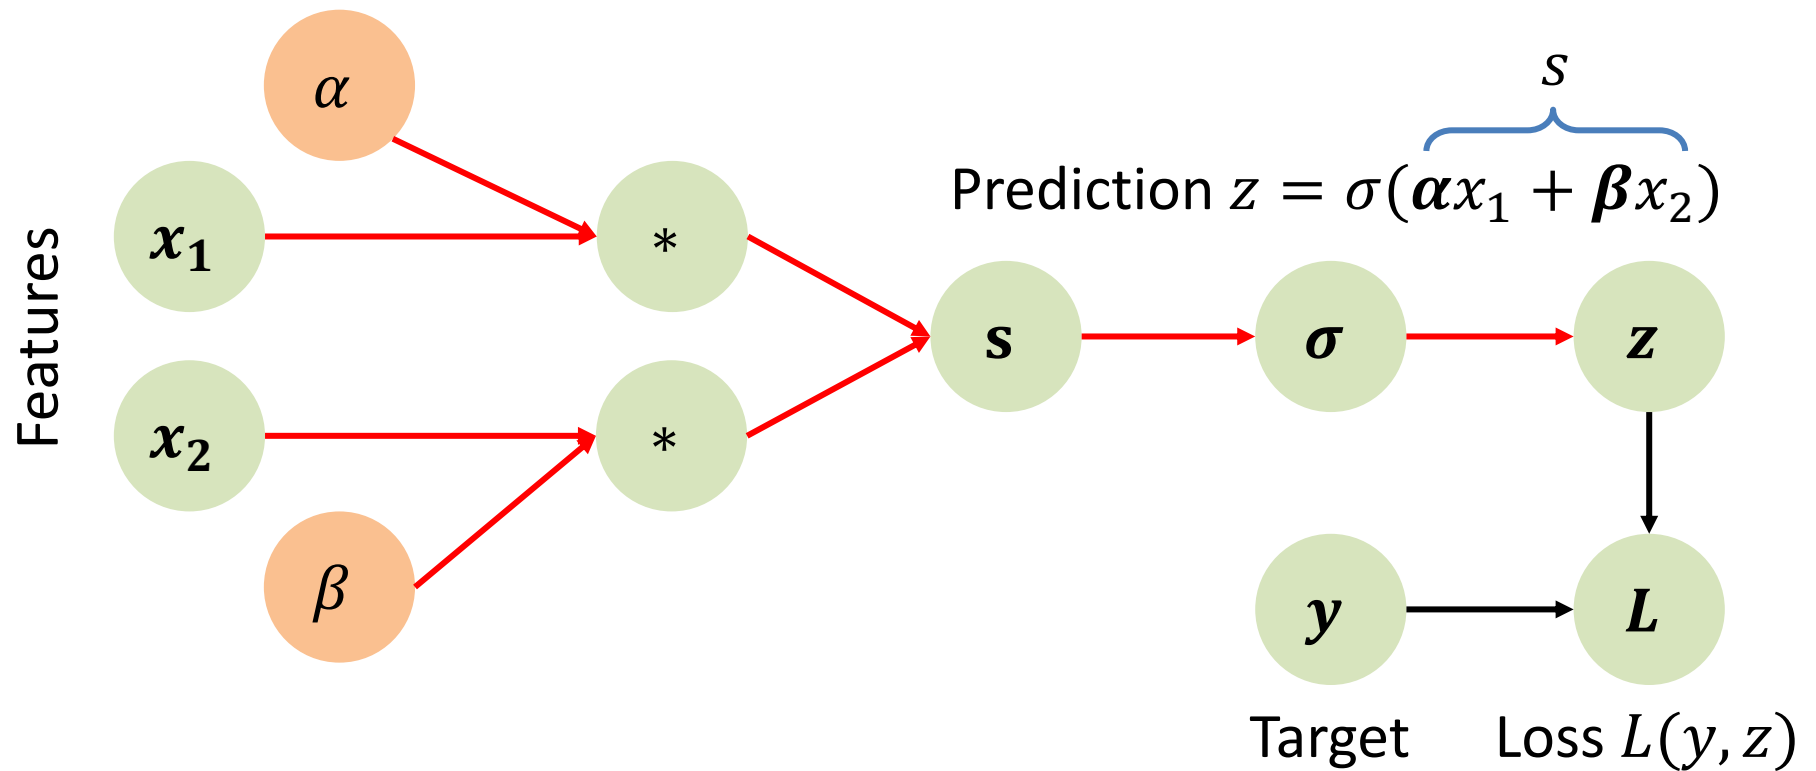 Features
α
x₁
*
x₂
*
β
s
Prediction z = σ(αx₁ + βx₂)
s
σ
z
y
L
Target
Loss L(y, z)